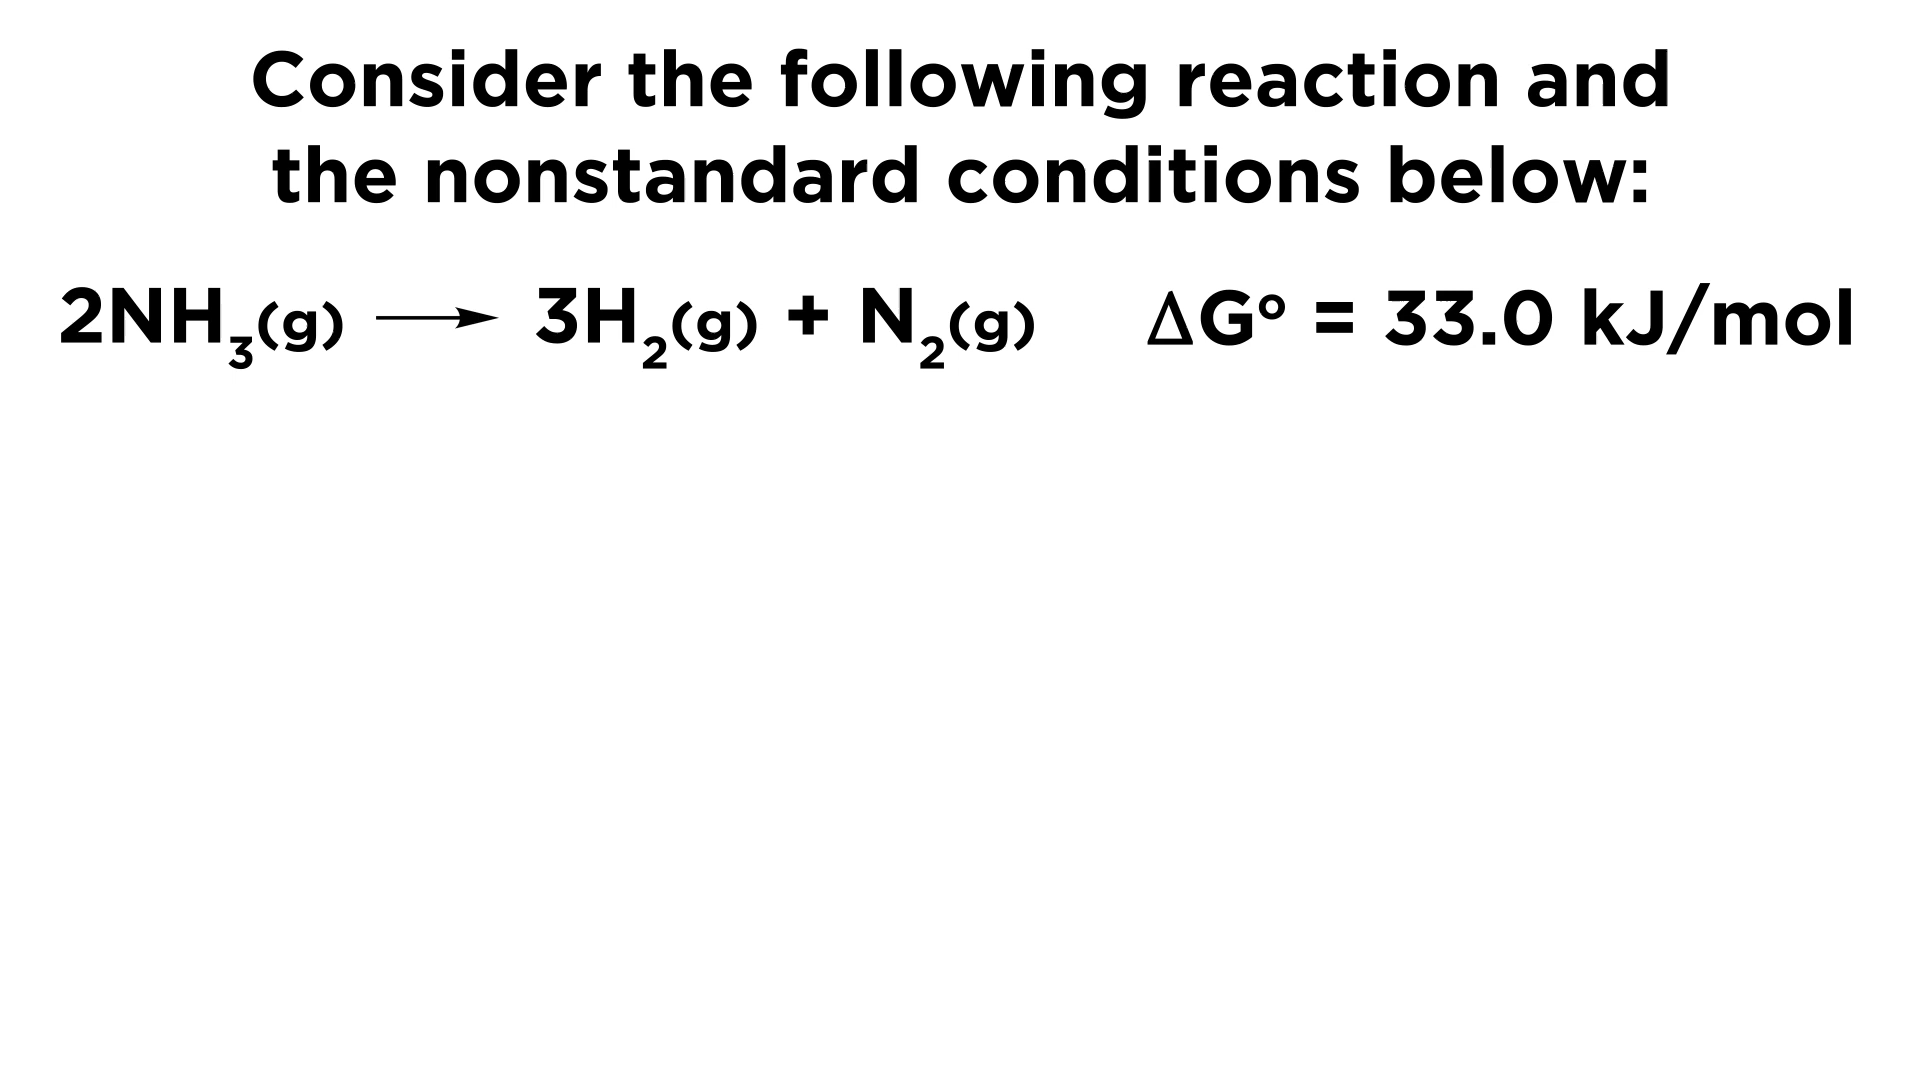 Consider the following reaction and
the nonstandard conditions below:
2NH₃(g) ⟶ 3H₂(g) + N₂(g) ΔG° = 33.0 kJ/mol